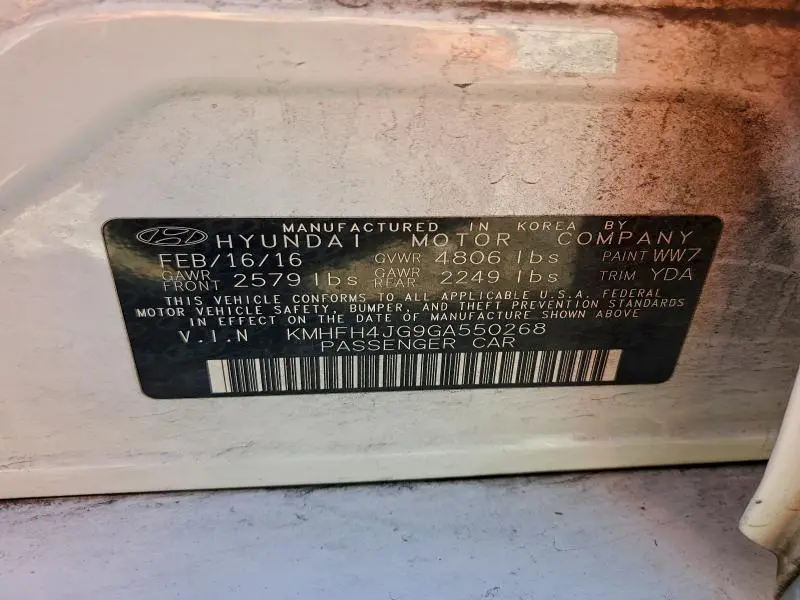 MANUFACTURED IN KOREA BY
HYUNDAI MOTOR COMPANY
FEB/16/16 GVWR 4806 lbs PAINT WW7
GAWR FRONT 2579 lbs GAWR REAR 2249 lbs TRIM YDA
THIS VEHICLE CONFORMS TO ALL APPLICABLE U.S.A. FEDERAL
MOTOR VEHICLE SAFETY, BUMPER, AND THEFT PREVENTION STANDARDS
IN EFFECT ON THE DATE OF MANUFACTURE SHOWN ABOVE
V.I.N KMHFH4JG9GA550268
PASSENGER CAR